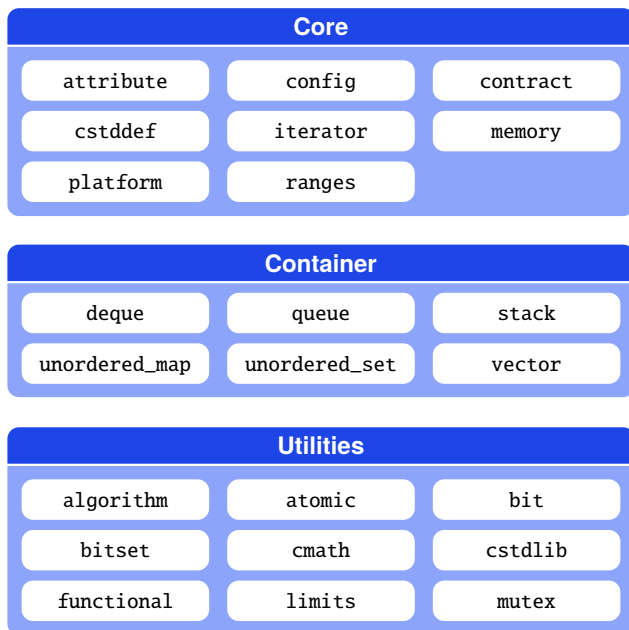 Core
attribute config contract
cstddef iterator memory
platform ranges
Container
deque queue stack
unordered_map unordered_set vector
Utilities
algorithm atomic bit
bitset cmath cstdlib
functional limits mutex